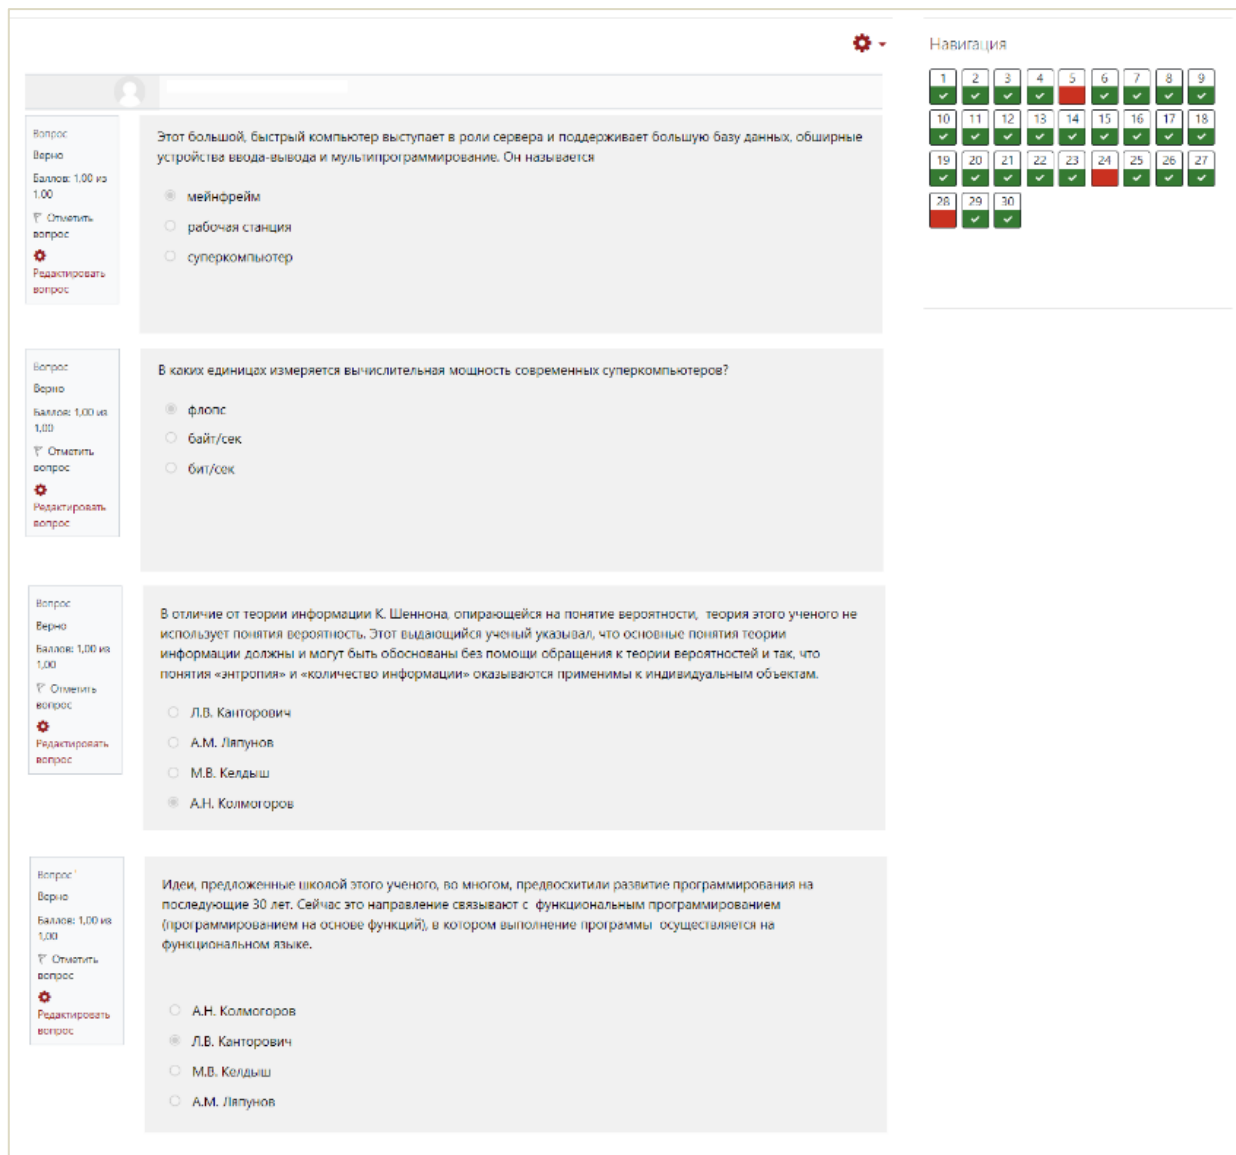 Навигация
1 2 3 4 5 6 7 8 9
10 11 12 13 14 15 16 17 18
19 20 21 22 23 24 25 26 27
28 29 30
Вопрос
Верно
Баллов: 1,00 из
1,00
Отметить
вопрос
Редактировать
вопрос
Этот большой, быстрый компьютер выступает в роли сервера и поддерживает большую базу данных, обширные
устройства ввода-вывода и мультипрограммирование. Он называется
мейнфрейм
рабочая станция
суперкомпьютер
Вопрос
Верно
Баллов: 1,00 из
1,00
Отметить
вопрос
Редактировать
вопрос
В каких единицах измеряется вычислительная мощность современных суперкомпьютеров?
флопс
байт/сек
бит/сек
Вопрос
Верно
Баллов: 1,00 из
1,00
Отметить
вопрос
Редактировать
вопрос
В отличие от теории информации К. Шеннона, опирающейся на понятие вероятности, теория этого ученого не
использует понятия вероятность. Этот выдающийся ученый указывал, что основные понятия теории
информации должны и могут быть обоснованы без помощи обращения к теории вероятностей и так, что
понятия «энтропия» и «количество информации» оказываются применимы к индивидуальным объектам.
Л.В. Канторович
А.М. Ляпунов
М.В. Келдыш
А.Н. Колмогоров
Вопрос
Верно
Баллов: 1,00 из
1,00
Отметить
вопрос
Редактировать
вопрос
Идеи, предложенные школой этого ученого, во многом, предвосхитили развитие программирования на
последующие 30 лет. Сейчас это направление связывают с функциональным программированием
(программированием на основе функций), в котором выполнение программы осуществляется на
функциональном языке.
А.Н. Колмогоров
Л.В. Канторович
М.В. Келдыш
А.М. Ляпунов